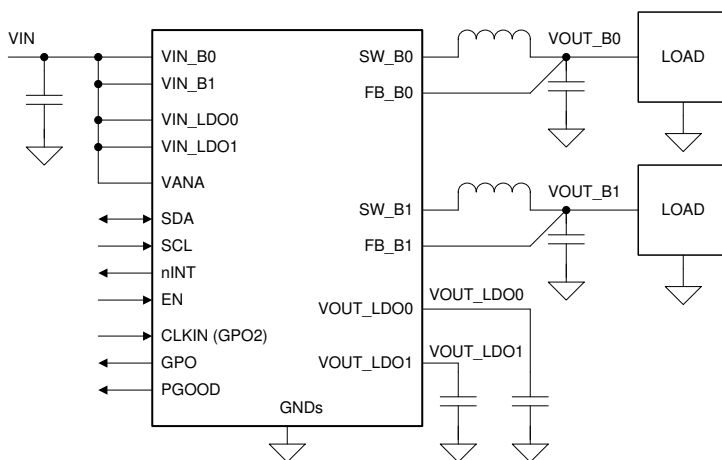 VIN
VIN_B0
VIN_B1
VIN_LDO0
VIN_LDO1
VANA
SDA
SCL
nINT
EN
CLKIN (GPO2)
GPO
PGOOD
GNDs
SW_B0
FB_B0
SW_B1
FB_B1
VOUT_LDO0
VOUT_LDO1
VOUT_B0
LOAD
VOUT_B1
LOAD
VOUT_LDO0
VOUT_LDO1